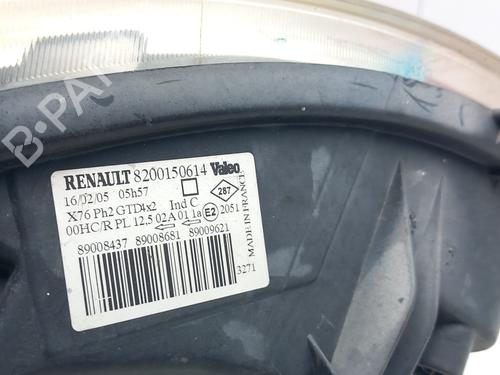 B-PARTS
RENAULT 8200150614 Valeo
16/02/05 05h57
287
X76 Ph2 GTD4x2 Ind C
00HC/R PL 12,5 02A 01 1a E2 2051
89008437 89008681 89009621
MADE IN FRANCE
3271